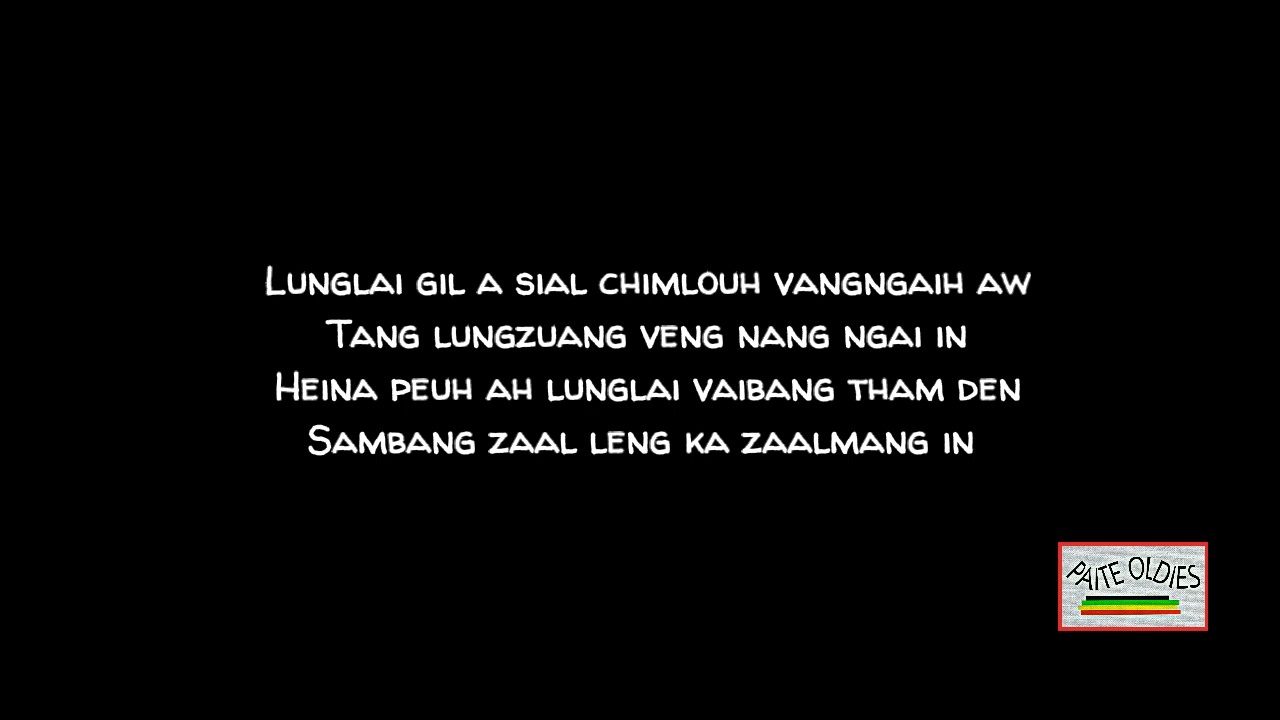 Lunglai gil a sial chimlouh vangngaih aw
Tang lungzuang veng nang ngai in
Heina peuh ah lunglai vaibang tham den
Sambang zaal leng ka zaalmang in
PAITE OLDIES